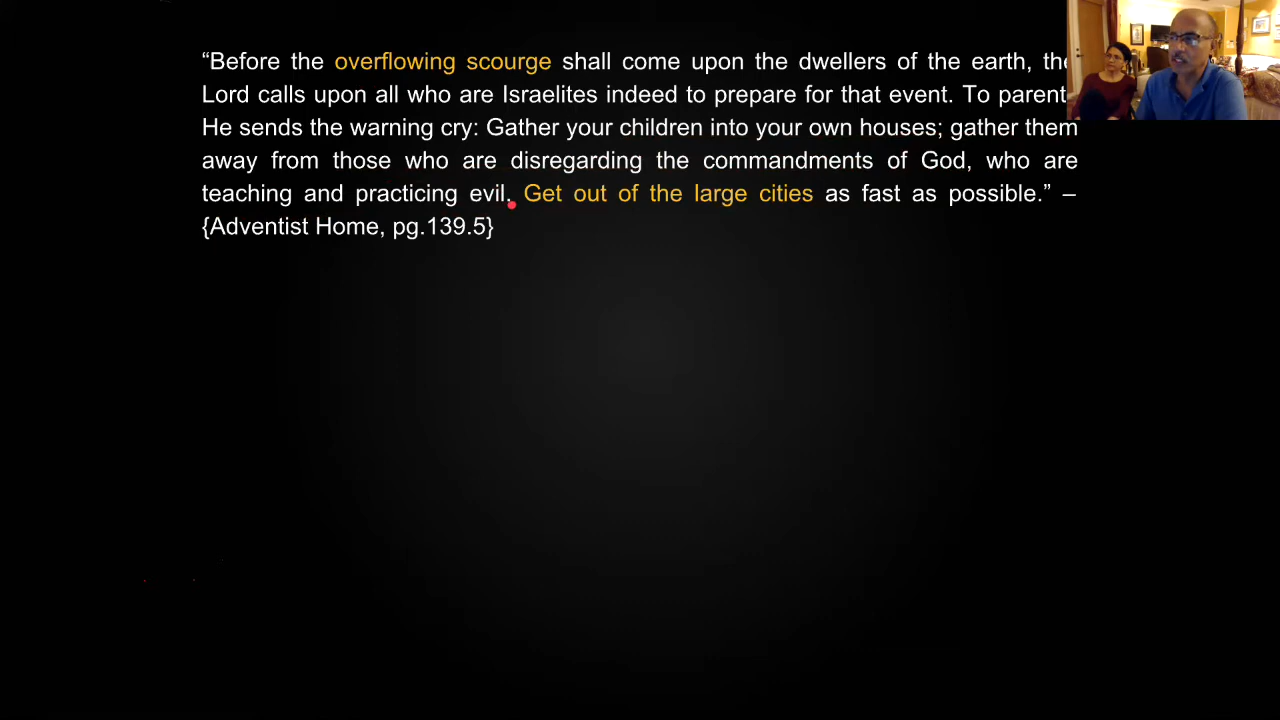 “Before the overflowing scourge shall come upon the dwellers of the earth, the
Lord calls upon all who are Israelites indeed to prepare for that event. To parent
He sends the warning cry: Gather your children into your own houses; gather them
away from those who are disregarding the commandments of God, who are
teaching and practicing evil. Get out of the large cities as fast as possible.” –
{Adventist Home, pg.139.5}